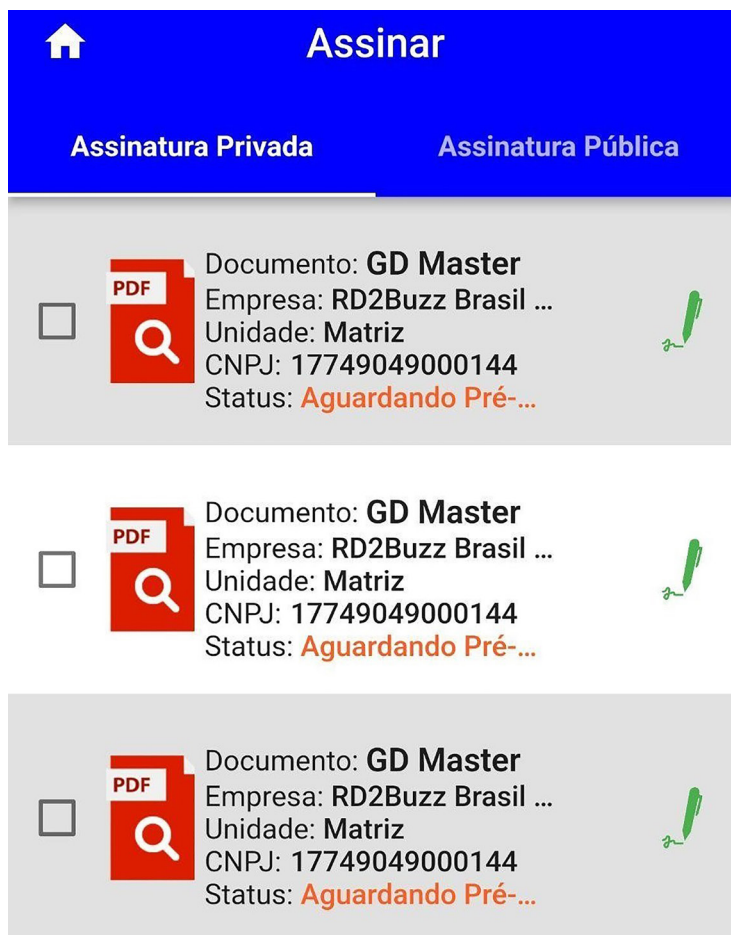 Assinar
Assinatura Privada
Assinatura Pública
PDF
Documento: GD Master
Empresa: RD2Buzz Brasil ...
Unidade: Matriz
CNPJ: 17749049000144
Status: Aguardando Pré-...
PDF
Documento: GD Master
Empresa: RD2Buzz Brasil ...
Unidade: Matriz
CNPJ: 17749049000144
Status: Aguardando Pré-...
PDF
Documento: GD Master
Empresa: RD2Buzz Brasil ...
Unidade: Matriz
CNPJ: 17749049000144
Status: Aguardando Pré-...